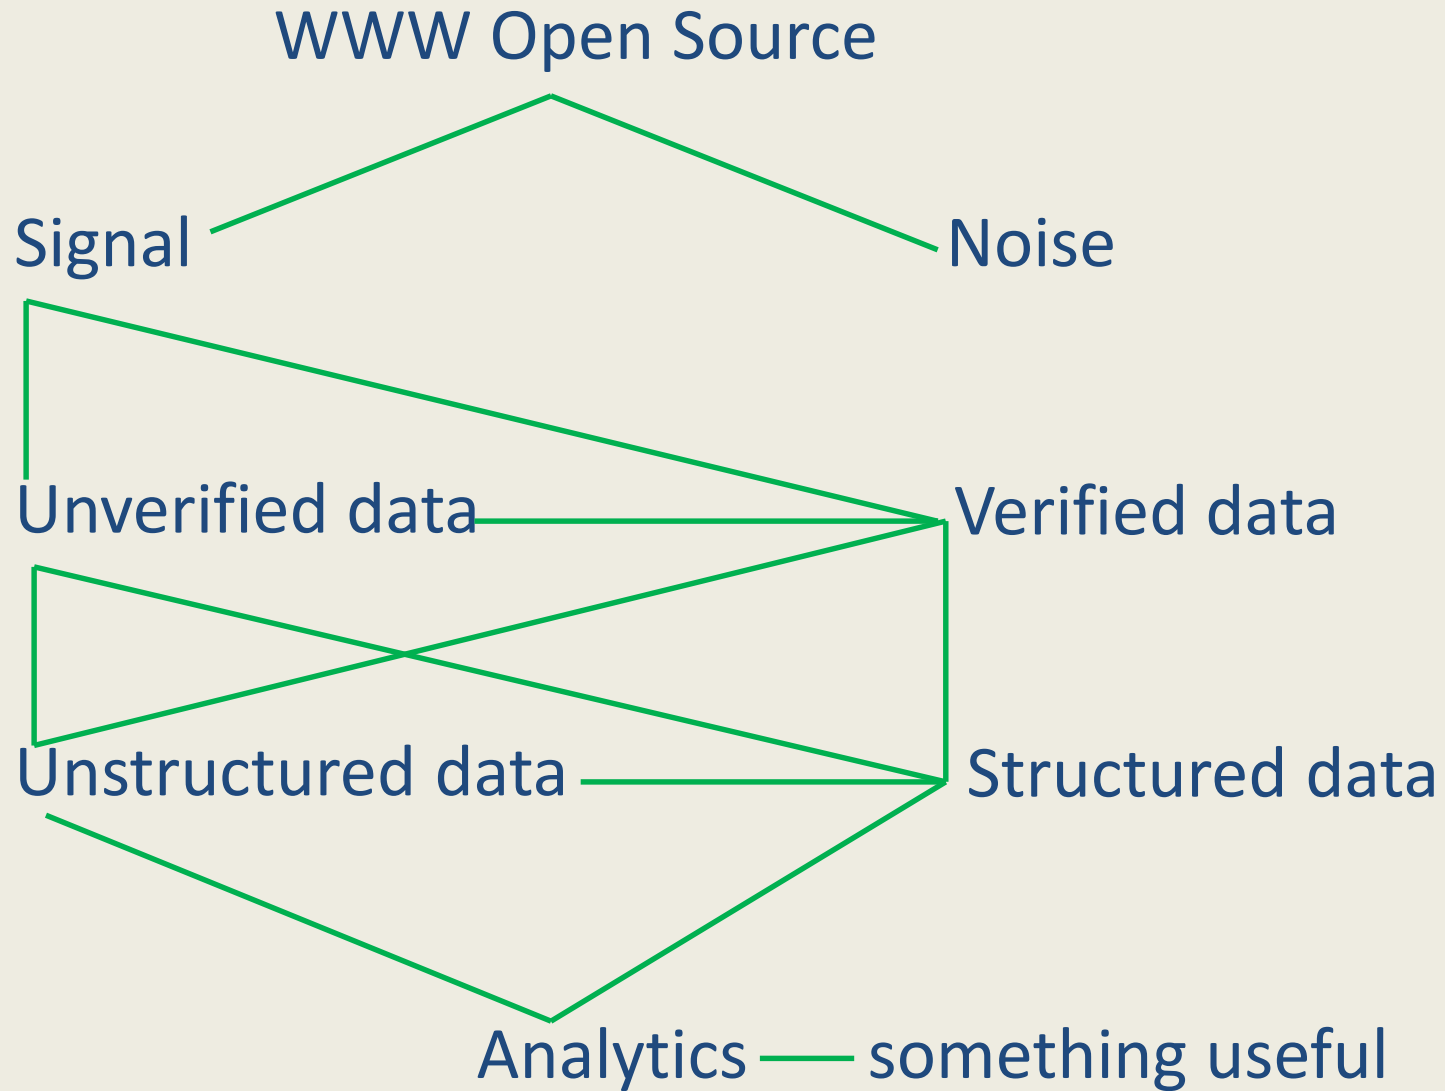 WWW Open Source
Signal
Noise
Unverified data
Verified data
Unstructured data
Structured data
Analytics
something useful